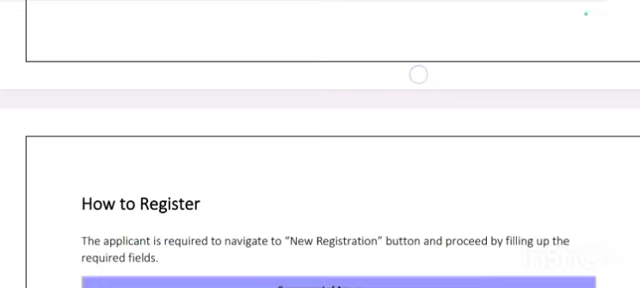 How to Register
The applicant is required to navigate to “New Registration” button and proceed by filling up the
required fields.